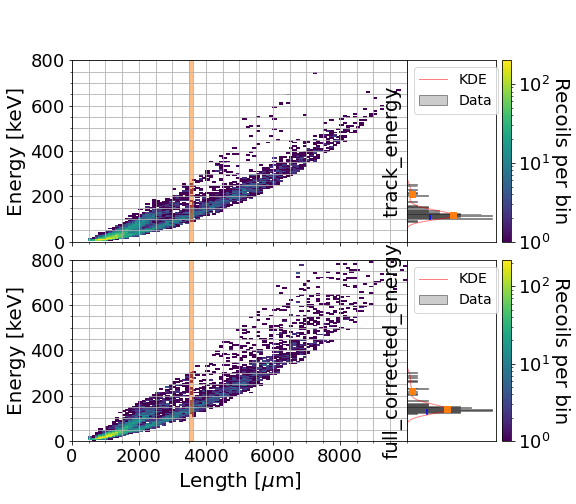 800
600
400
200
0
Energy [keV]
track_energy
KDE
Data
10²
10¹
10⁰
Recoils per bin
800
600
400
200
0
Energy [keV]
full_corrected_energy
KDE
Data
10²
10¹
10⁰
Recoils per bin
0 2000 4000 6000 8000
Length [μm]